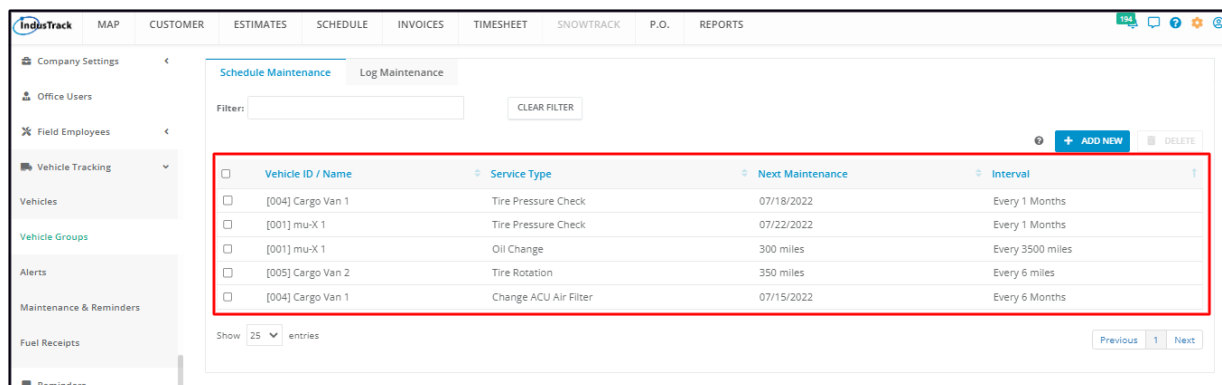 IndusTrack MAP CUSTOMER ESTIMATES SCHEDULE INVOICES TIMESHEET SNOWTRACK P.O. REPORTS 194
Company Settings
Office Users
Field Employees
Vehicle Tracking
Vehicles
Vehicle Groups
Alerts
Maintenance & Reminders
Fuel Receipts
Reminders
Schedule Maintenance Log Maintenance
Filter: CLEAR FILTER
+ ADD NEW DELETE
Vehicle ID / Name Service Type Next Maintenance Interval
[004] Cargo Van 1 Tire Pressure Check 07/18/2022 Every 1 Months
[001] mu-X 1 Tire Pressure Check 07/22/2022 Every 1 Months
[001] mu-X 1 Oil Change 300 miles Every 3500 miles
[005] Cargo Van 2 Tire Rotation 350 miles Every 6 miles
[004] Cargo Van 1 Change ACU Air Filter 07/15/2022 Every 6 Months
Show 25 entries
Previous 1 Next